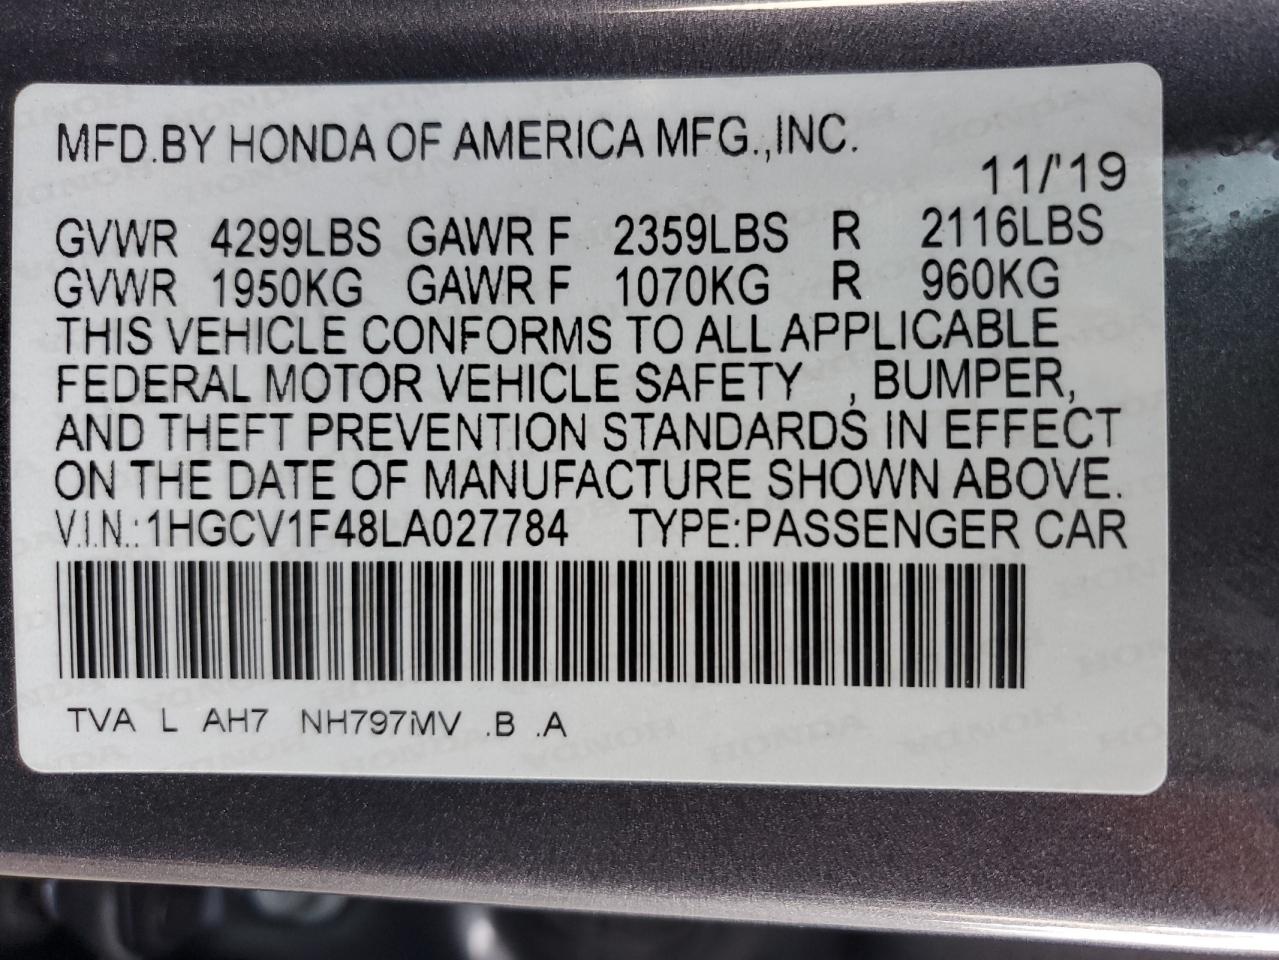 MFD.BY HONDA OF AMERICA MFG.,INC.
11/'19
GVWR 4299LBS GAWR F 2359LBS R 2116LBS
GVWR 1950KG GAWR F 1070KG R 960KG
THIS VEHICLE CONFORMS TO ALL APPLICABLE
FEDERAL MOTOR VEHICLE SAFETY , BUMPER,
AND THEFT PREVENTION STANDARDS IN EFFECT
ON THE DATE OF MANUFACTURE SHOWN ABOVE.
V.I.N.:1HGCV1F48LA027784 TYPE:PASSENGER CAR
TVA L AH7 NH797MV .B .A